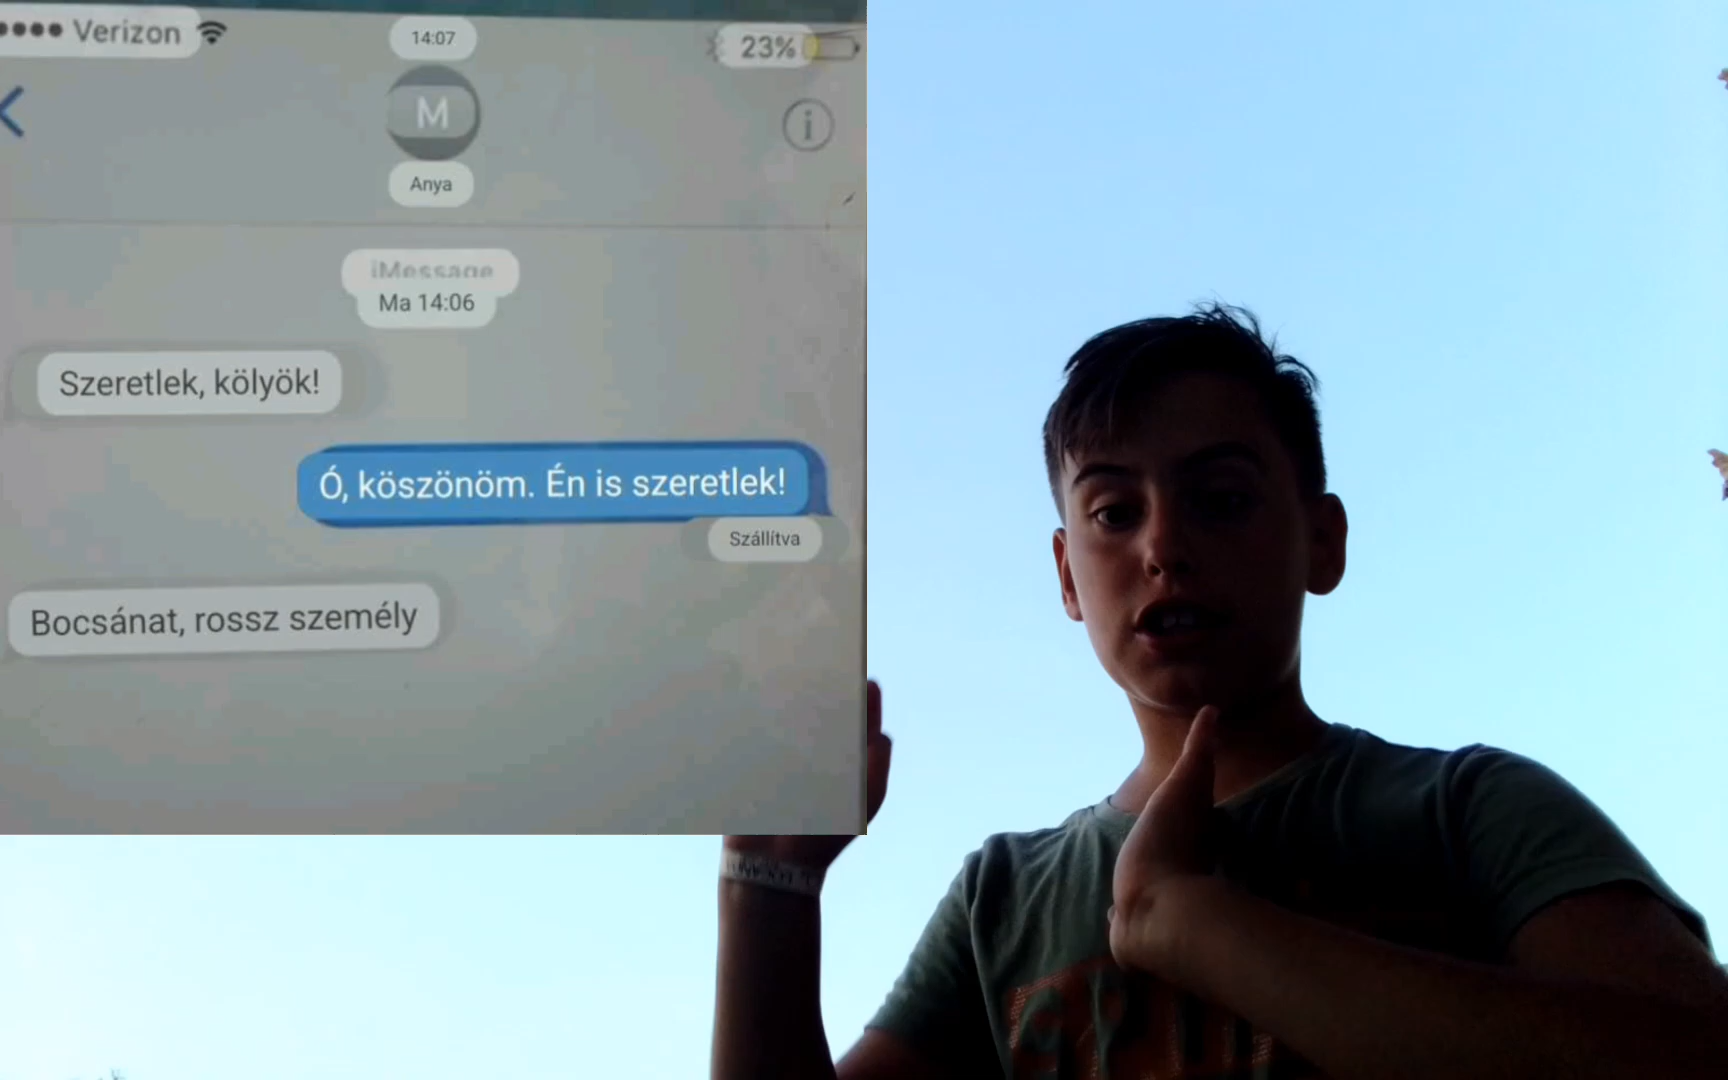 Verizon
14:07
23%
M
Anya
iMessage
Ma 14:06
Szeretlek, kölyök!
Ó, köszönöm. Én is szeretlek!
Szállítva
Bocsánat, rossz személy